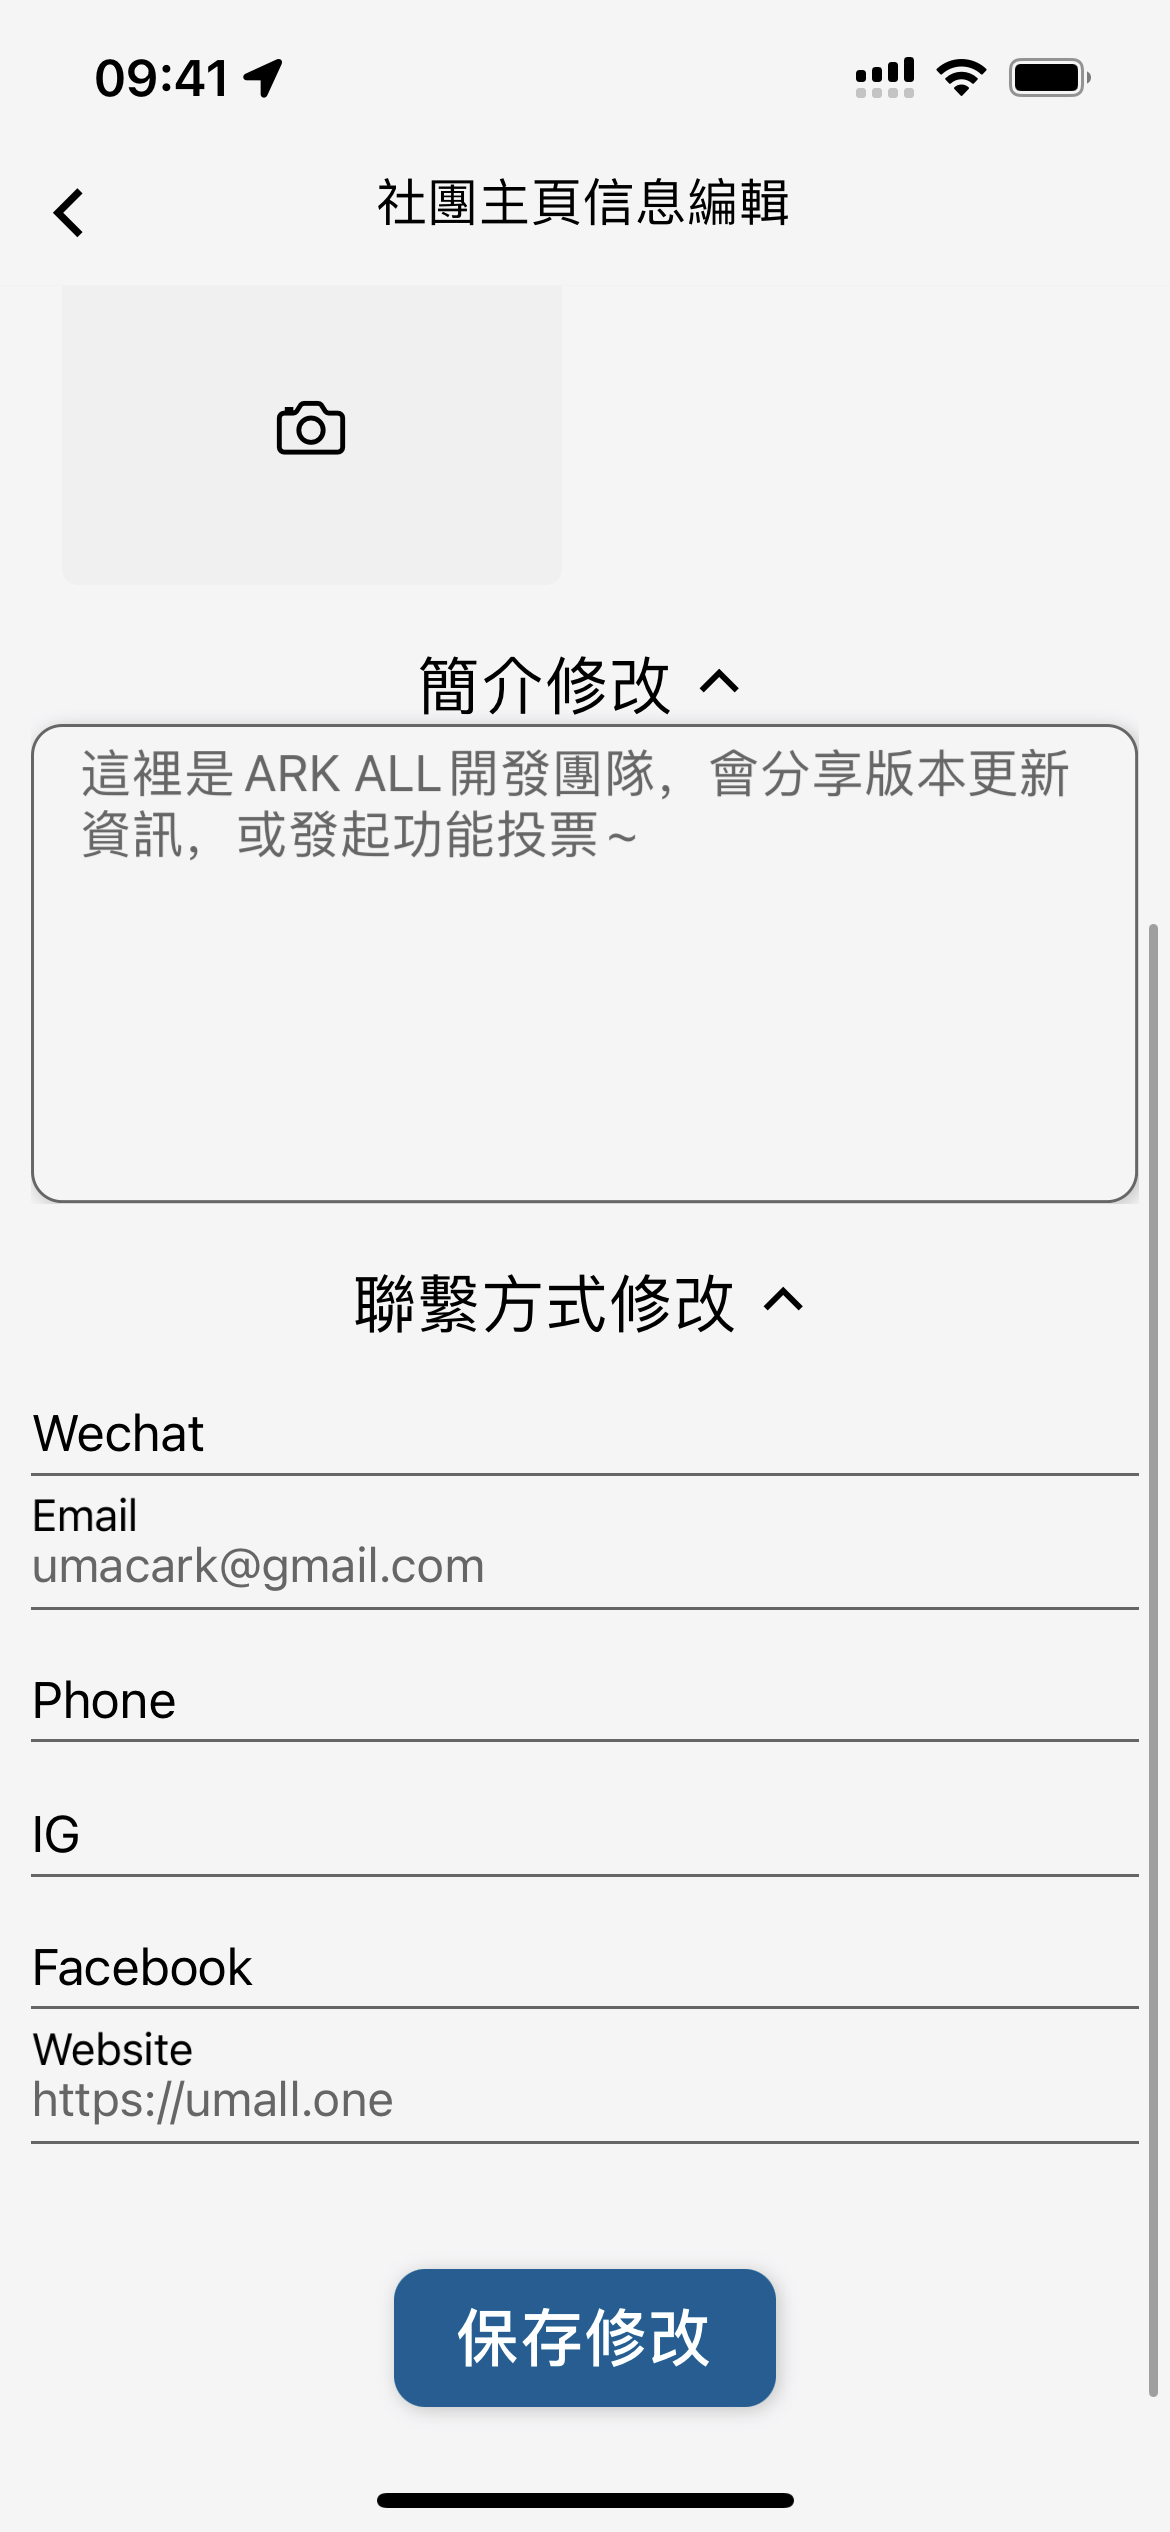 09:41
社團主頁信息編輯
簡介修改
這裡是 ARK ALL 開發團隊，會分享版本更新
資訊，或發起功能投票~
聯繫方式修改
Wechat
Email
umacark@gmail.com
Phone
IG
Facebook
Website
https://umall.one
保存修改